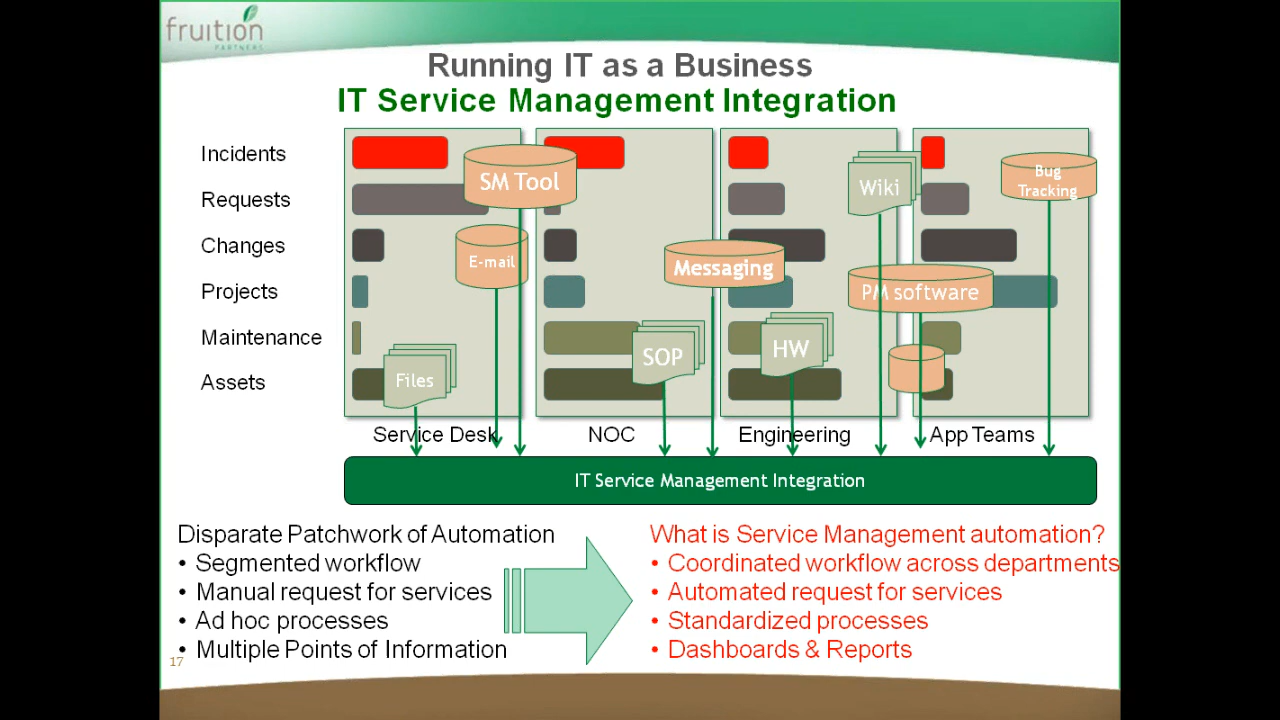 fruition
PARTNERS
Running IT as a Business
IT Service Management Integration
Incidents
Requests
Changes
Projects
Maintenance
Assets
SM Tool
Wiki
Bug
Tracking
E-mail
Messaging
PM software
SOP
HW
Files
Service Desk
NOC
Engineering
App Teams
IT Service Management Integration
Disparate Patchwork of Automation
• Segmented workflow
• Manual request for services
• Ad hoc processes
• Multiple Points of Information
What is Service Management automation?
• Coordinated workflow across departments
• Automated request for services
• Standardized processes
• Dashboards & Reports
17